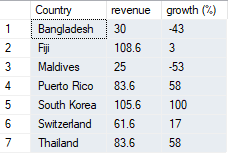 Country revenue growth (%)
1 Bangladesh 30 -43
2 Fiji 108.6 3
3 Maldives 25 -53
4 Puerto Rico 83.6 58
5 South Korea 105.6 100
6 Switzerland 61.6 17
7 Thailand 83.6 58